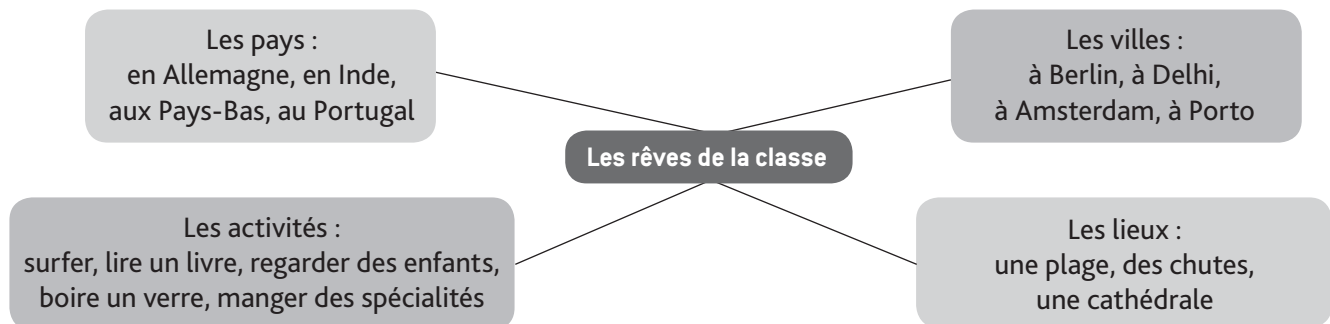 Les pays :
en Allemagne, en Inde,
aux Pays-Bas, au Portugal
Les villes :
à Berlin, à Delhi,
à Amsterdam, à Porto
Les rêves de la classe
Les activités :
surfer, lire un livre, regarder des enfants,
boire un verre, manger des spécialités
Les lieux :
une plage, des chutes,
une cathédrale